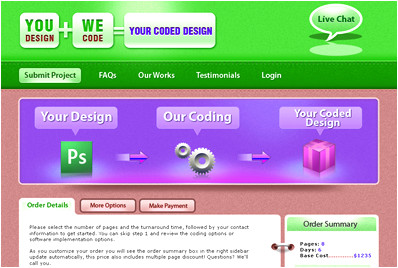 YOU + WE = YOUR CODED DESIGN
DESIGN CODE
Live Chat
Submit Project FAQs Our Works Testimonials Login
Your Design Our Coding Your Coded
Design
Ps
Order Details More Options Make Payment
Please select the number of pages and the turnaround time, followed by your contact
information to get started. You can skip step 1 and review the coding options or
software implementation options.
As you customize your order you will see the order summary box in the right sidebar
update automatically, this price also includes multiple page discount! Questions? We'll
call you.
Order Summary
Pages: 8
Days: 6
Base Cost...........$1235